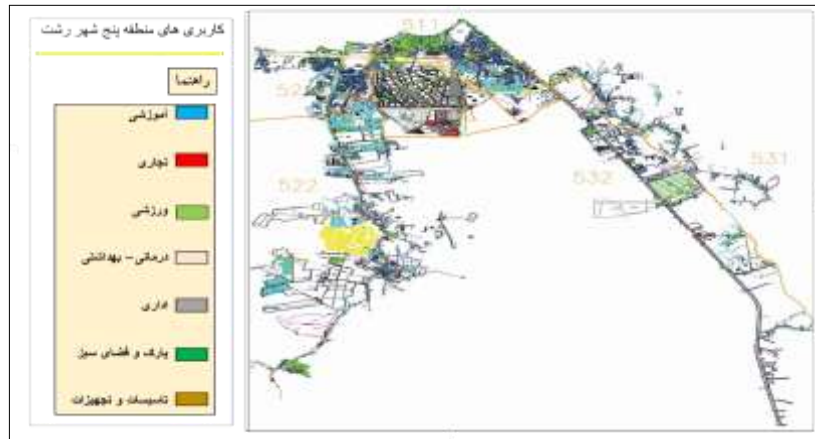 کاربری های منطقه پنج شهر رشت
راهنما
آموزشی
تجاری
ورزشی
درمانی - بهداشتی
اداری
پارک و فضای سبز
تاسیسات و تجهیزات
511
522
532
531